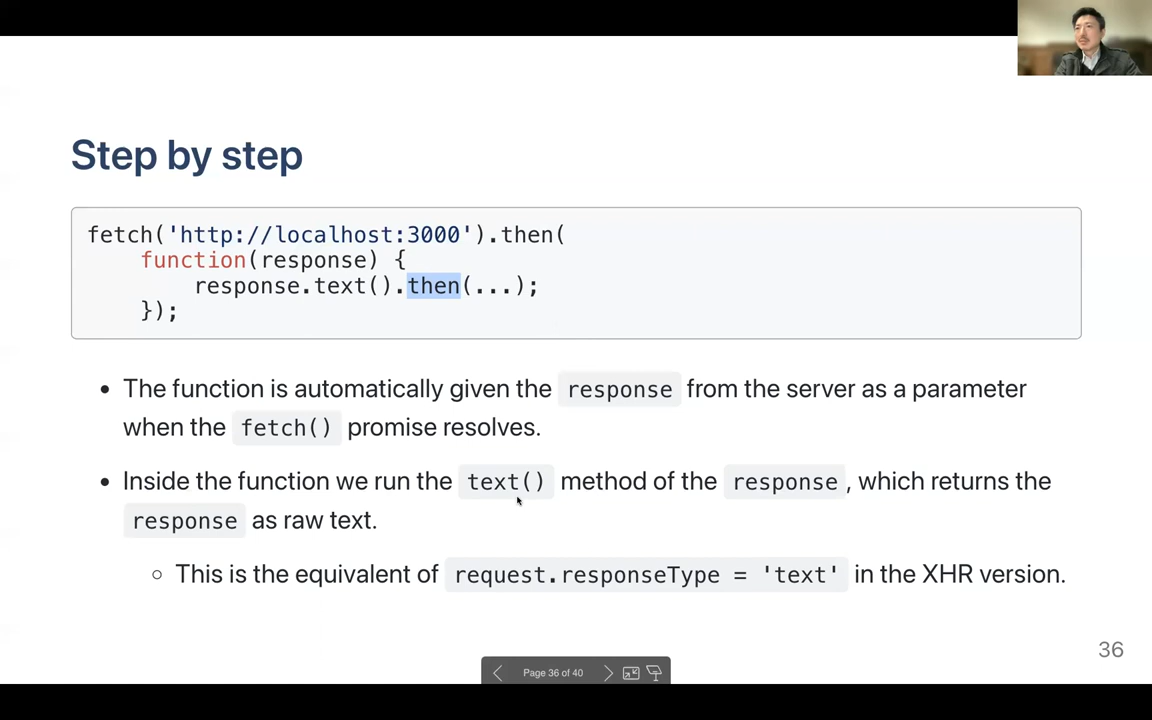 Step by step
fetch('http://localhost:3000').then(
function(response) {
response.text().then(...);
});
The function is automatically given the response from the server as a parameter
when the fetch() promise resolves.
Inside the function we run the text() method of the response, which returns the
response as raw text.
This is the equivalent of request.responseType = 'text' in the XHR version.
36
Page 36 of 40